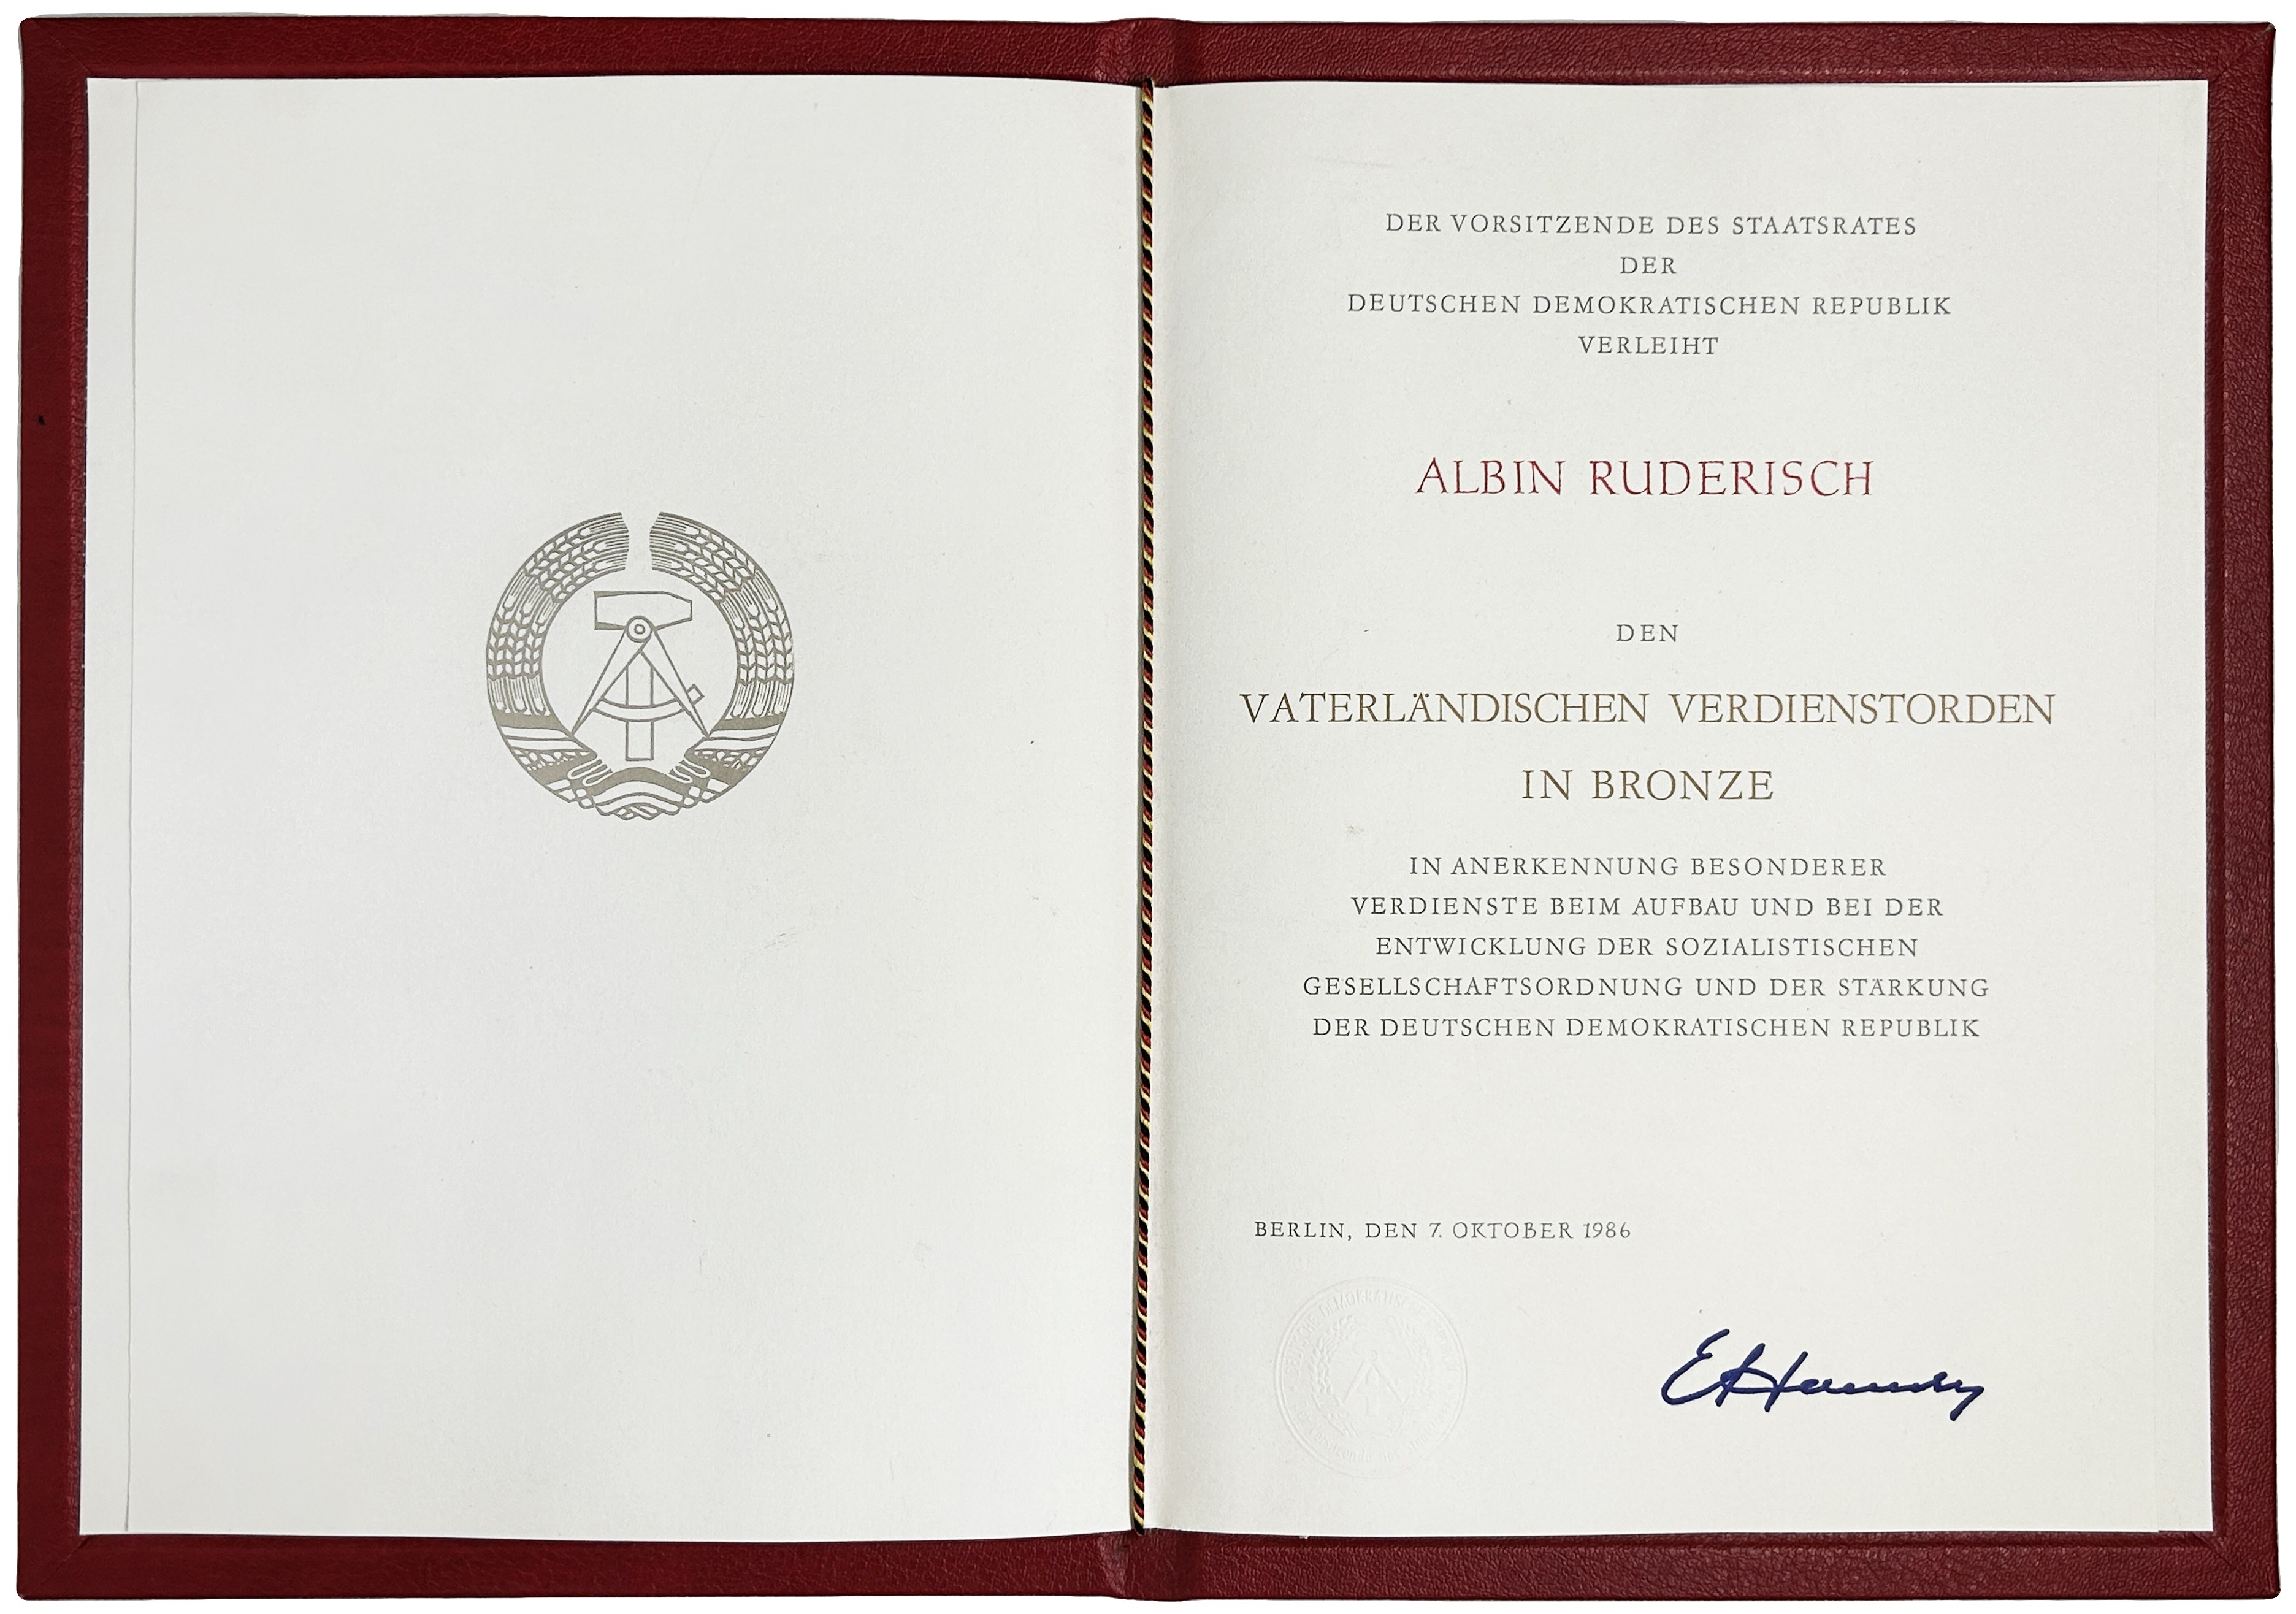 DER VORSITZENDE DES STAATSRATES
DER
DEUTSCHEN DEMOKRATISCHEN REPUBLIK
VERLEIHT
ALBIN RUDERISCH
DEN
VATERLÄNDISCHEN VERDIENSTORDEN
IN BRONZE
IN ANERKENNUNG BESONDERER
VERDIENSTE BEIM AUFBAU UND BEI DER
ENTWICKLUNG DER SOZIALISTISCHEN
GESELLSCHAFTSORDNUNG UND DER STÄRKUNG
DER DEUTSCHEN DEMOKRATISCHEN REPUBLIK
BERLIN, DEN 7. OKTOBER 1986